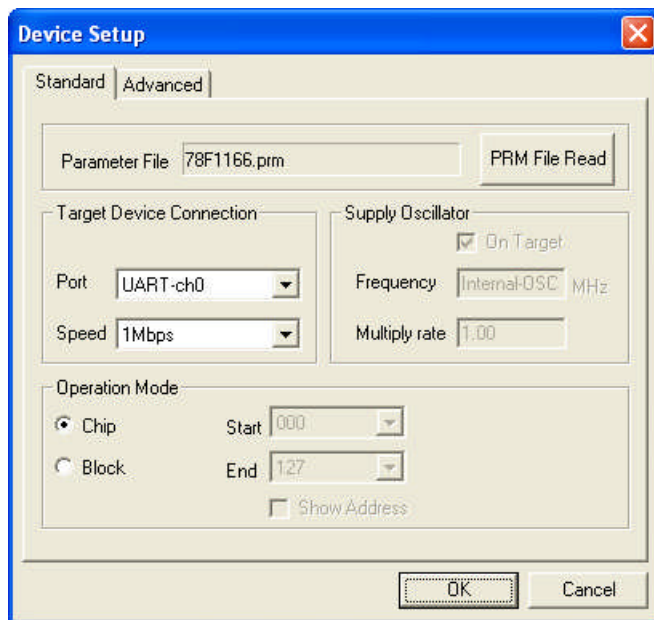 Device Setup
Standard Advanced
Parameter File 78F1166.prm PRM File Read
Target Device Connection
Port UART-ch0
Speed 1Mbps
Supply Oscillator
On Target
Frequency Internal-OSC MHz
Multiply rate 1.00
Operation Mode
Chip Start 000
Block End 127
Show Address
OK Cancel